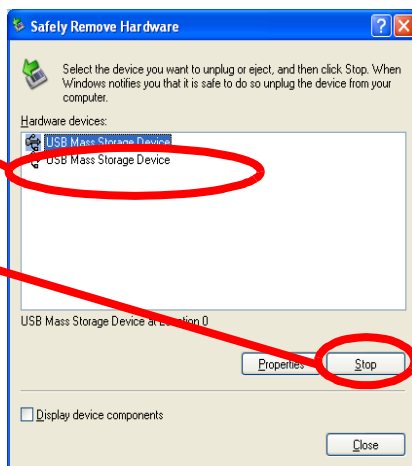 Safely Remove Hardware
Select the device you want to unplug or eject, and then click Stop. When
Windows notifies you that it is safe to do so unplug the device from your
computer.
Hardware devices:
USB Mass Storage Device
USB Mass Storage Device
USB Mass Storage Device at Location 0
Properties
Stop
Display device components
Close